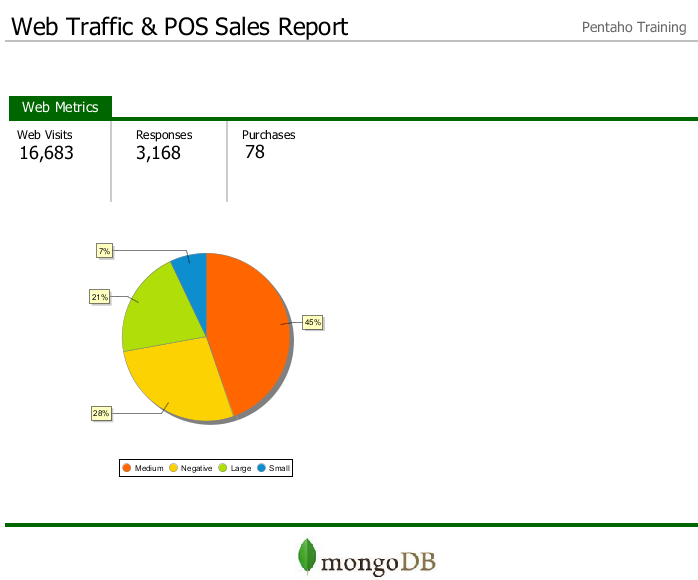 Web Traffic & POS Sales Report
Pentaho Training
Web Metrics
Web Visits
16,683
Responses
3,168
Purchases
78
7%
21%
45%
28%
Medium Negative Large Small
mongoDB